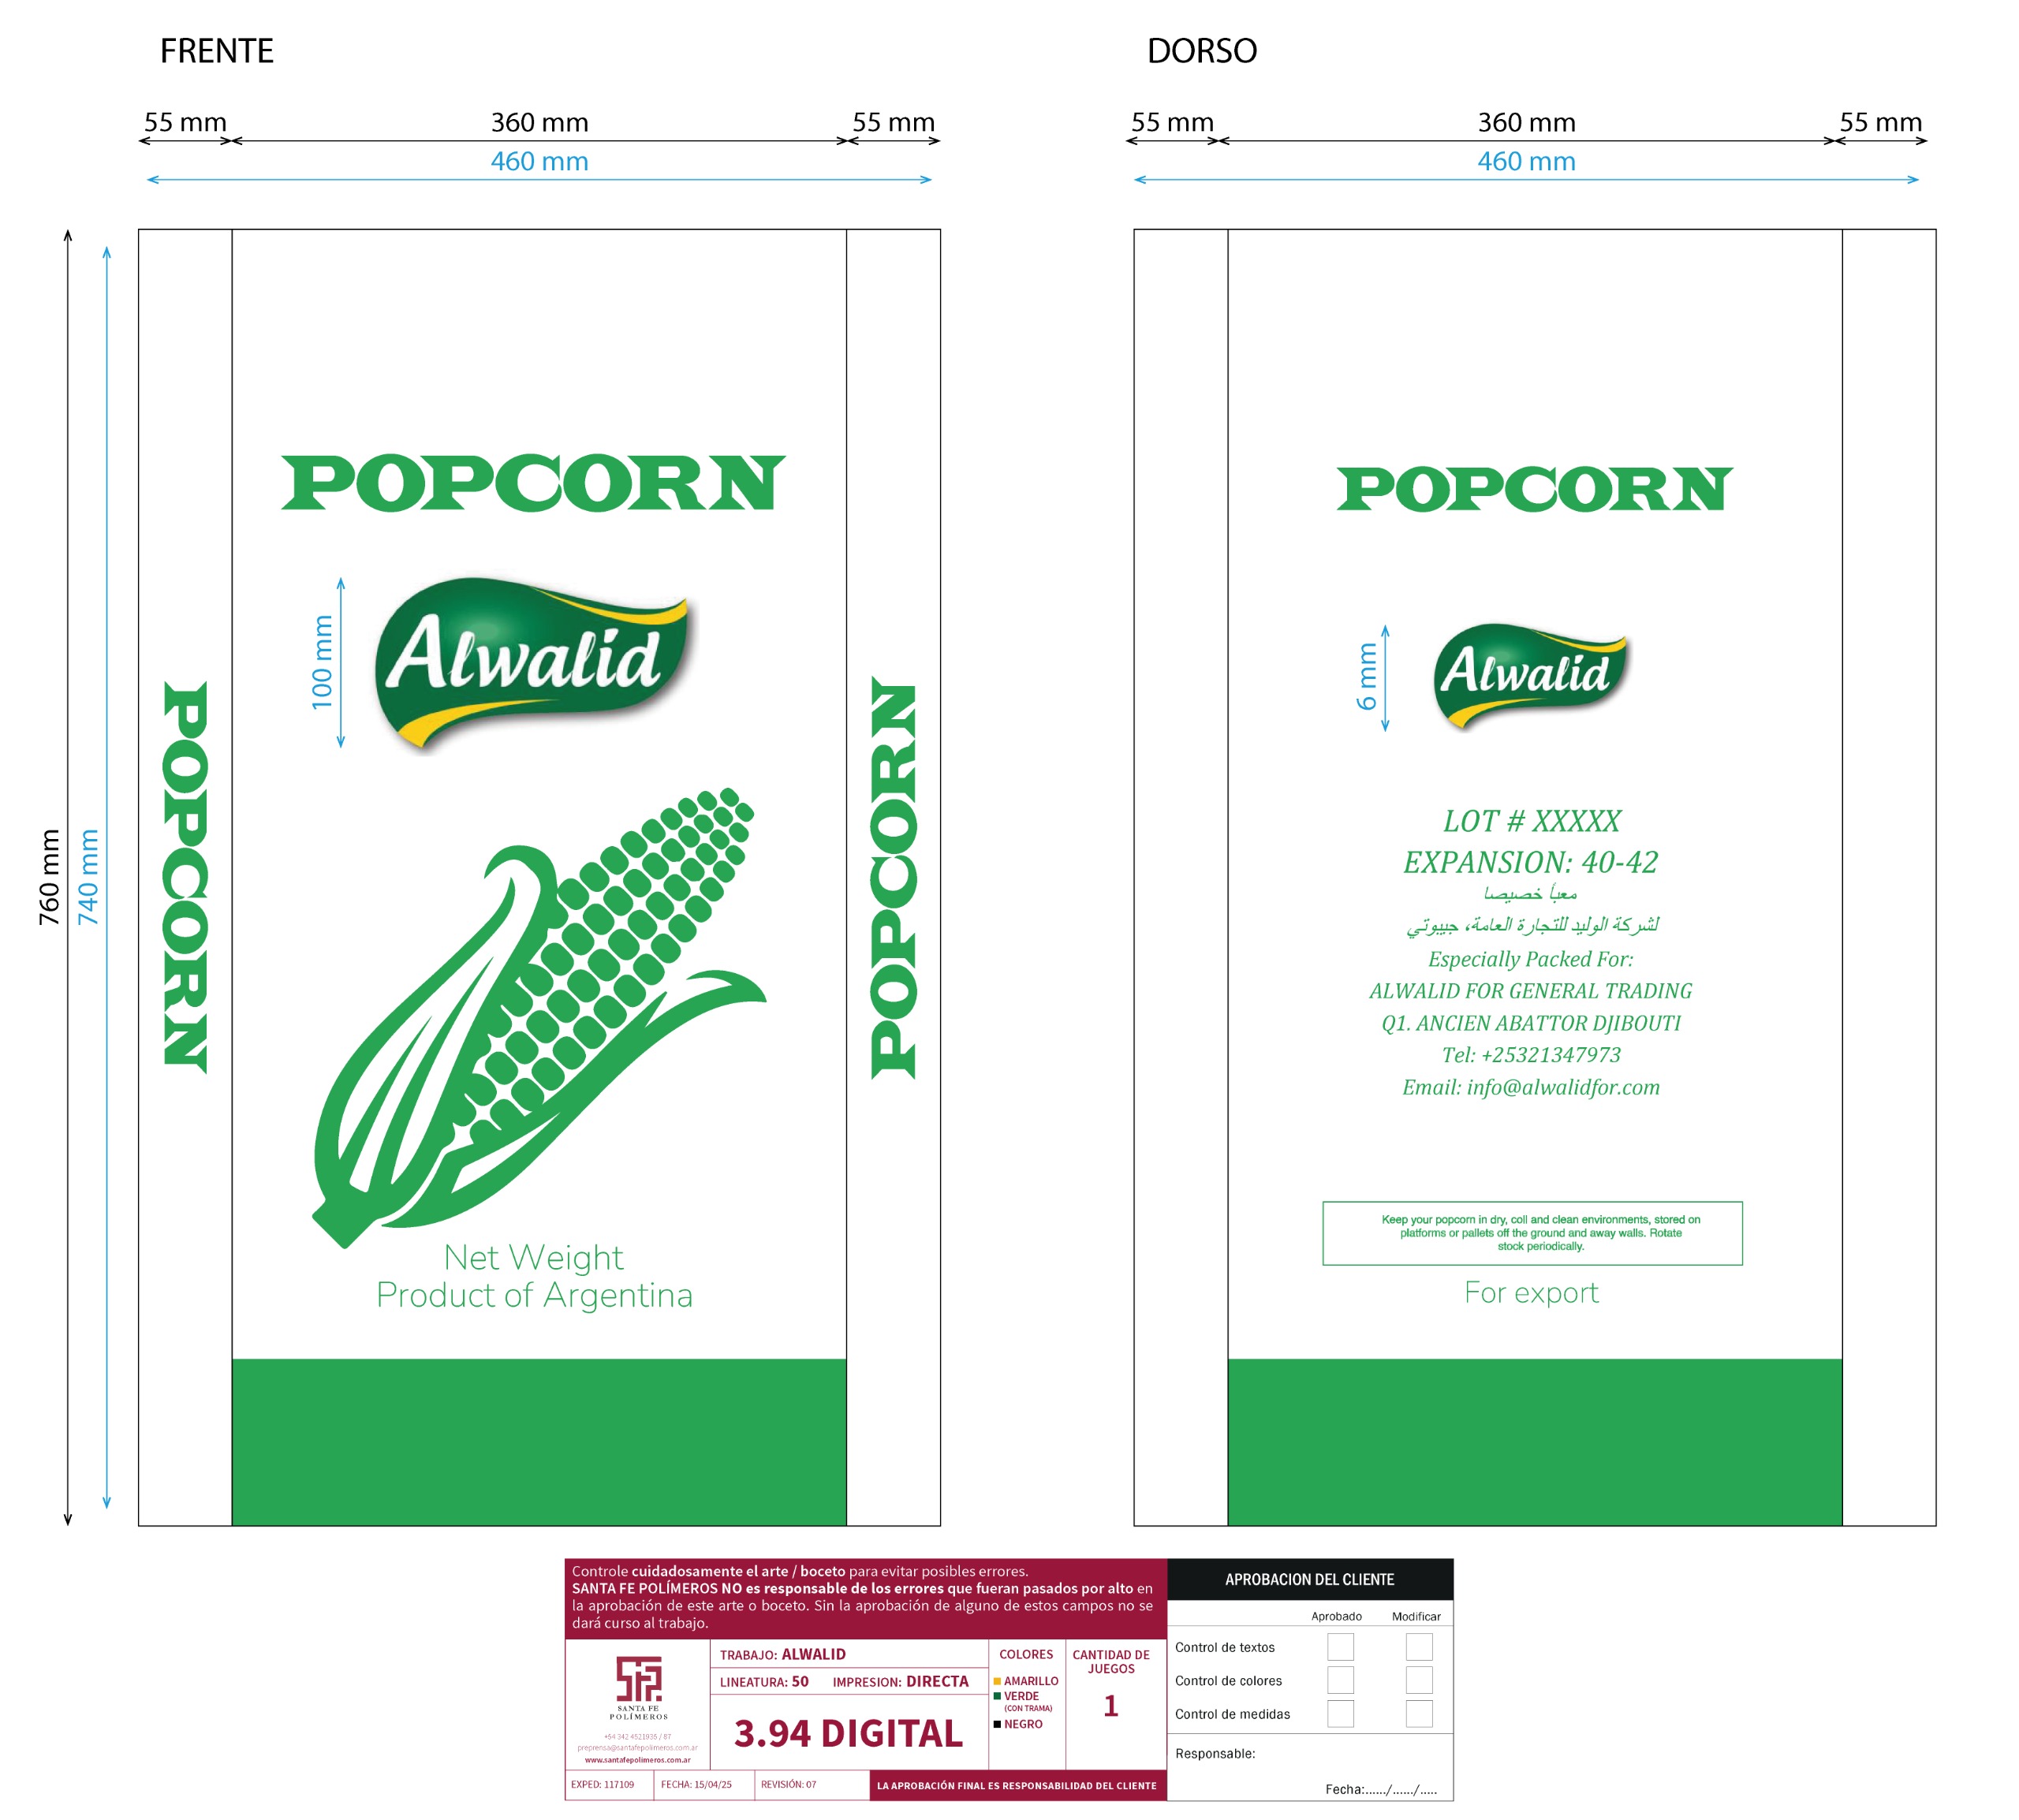 FRENTE
55 mm
360 mm
55 mm
460 mm
760 mm
740 mm
POPCORN
100 mm
Alwalid
POPCORN
POPCORN
Net Weight
Product of Argentina
DORSO
55 mm
360 mm
55 mm
460 mm
POPCORN
6 mm
Alwalid
LOT # XXXXX
EXPANSION: 40-42
معبأ خصيصا
لشركة الوليد للتجارة العامة، جيبوتي
Especially Packed For:
ALWALID FOR GENERAL TRADING
Q1. ANCIEN ABATTOR DJIBOUTI
Tel: +25321347973
Email: info@alwalidfor.com
Keep your popcorn in dry, coll and clean environments, stored on
platforms or pallets off the ground and away walls. Rotate
stock periodically.
For export
Controle cuidadosamente el arte / boceto para evitar posibles errores.
SANTA FE POLÍMEROS NO es responsable de los errores que fueran pasados por alto en
la aprobación de este arte o boceto. Sin la aprobación de alguno de estos campos no se
dará curso al trabajo.
SANTA FE
POLÍMEROS
+54 342 4521935 / 87
preprensa@santafepolimeros.com.ar
www.santafepolimeros.com.ar
TRABAJO: ALWALID
LINEATURA: 50 IMPRESION: DIRECTA
3.94 DIGITAL
COLORES
AMARILLO
VERDE
(CON TRAMA)
NEGRO
CANTIDAD DE
JUEGOS
1
EXPED: 117109
FECHA: 15/04/25
REVISIÓN: 07
LA APROBACIÓN FINAL ES RESPONSABILIDAD DEL CLIENTE
APROBACION DEL CLIENTE
Aprobado Modificar
Control de textos
Control de colores
Control de medidas
Responsable:
Fecha:....../....../.....